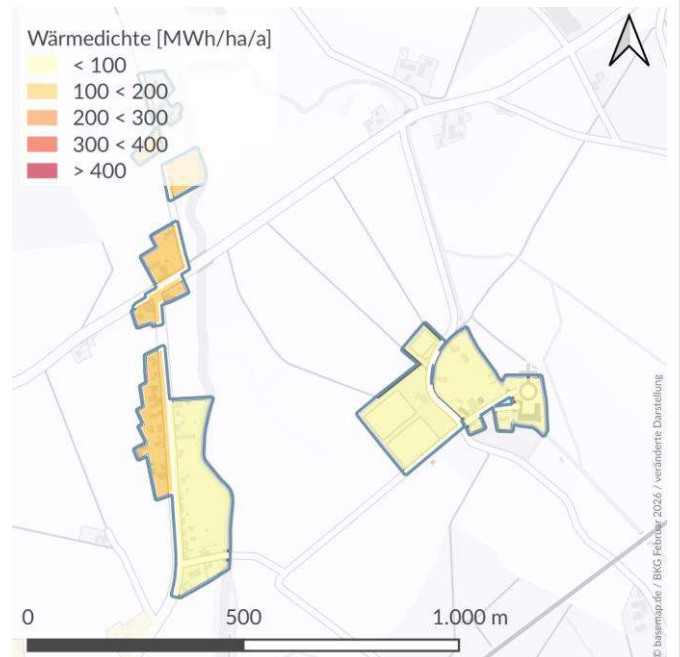 Wärmedichte [MWh/ha/a]
< 100
100 < 200
200 < 300
300 < 400
> 400
0 500 1.000 m
© basemap.de / BKG Februar 2026 / veränderte Darstellung